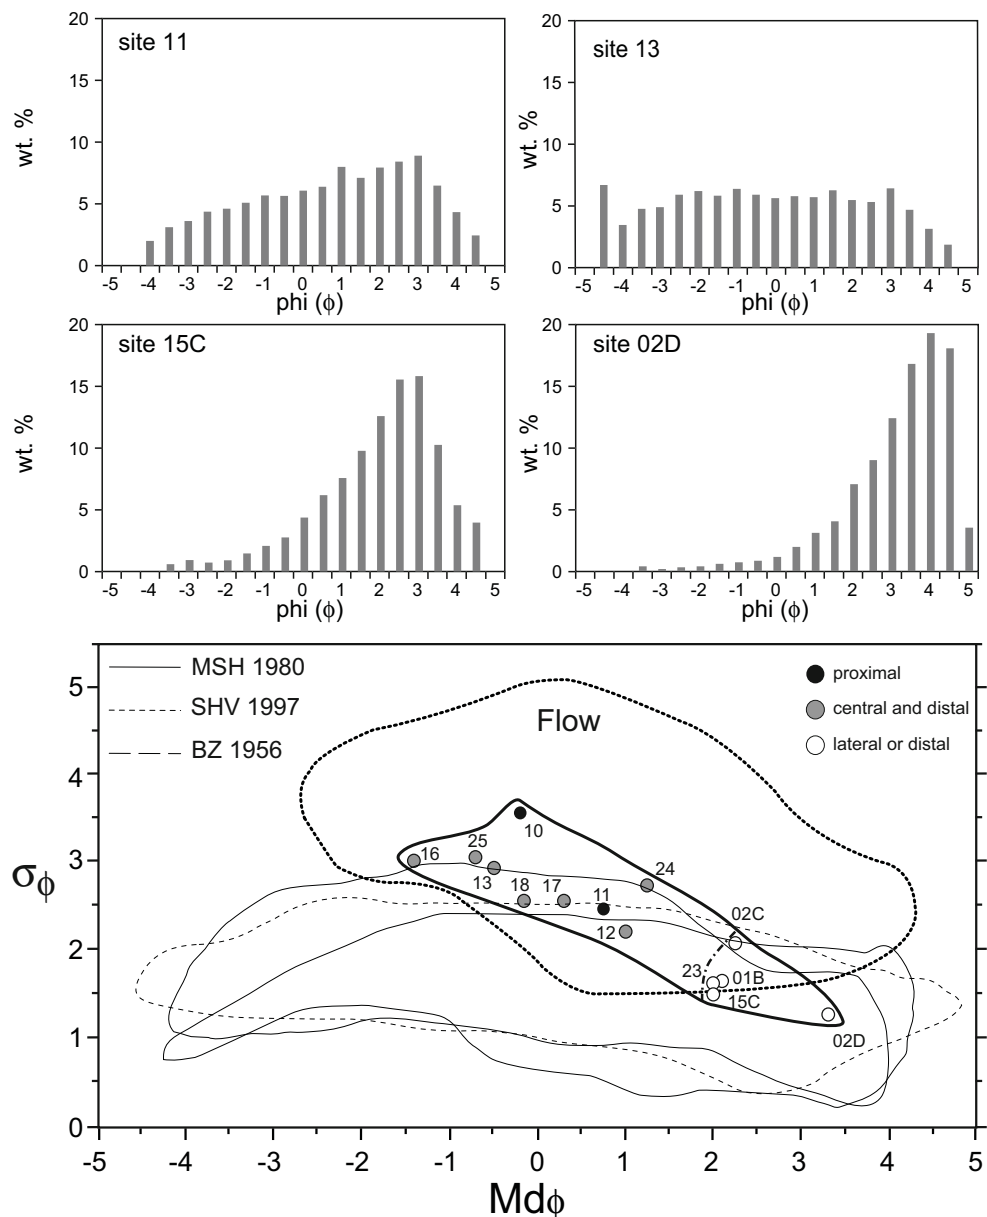 site 11
20
15
10
5
0
wt. %
-5 -4 -3 -2 -1 0 1 2 3 4 5
phi (ϕ)
site 13
20
15
10
5
0
wt. %
-5 -4 -3 -2 -1 0 1 2 3 4 5
phi (ϕ)
site 15C
20
15
10
5
0
wt. %
-5 -4 -3 -2 -1 0 1 2 3 4 5
phi (ϕ)
site 02D
20
15
10
5
0
wt. %
-5 -4 -3 -2 -1 0 1 2 3 4 5
phi (ϕ)
MSH 1980
SHV 1997
BZ 1956
proximal
central and distal
lateral or distal
Flow
10
25
16
13
18
17
11
24
12
02C
23
01B
15C
02D
5
4
3
2
1
0
σϕ
-5 -4 -3 -2 -1 0 1 2 3 4 5
Mdϕ